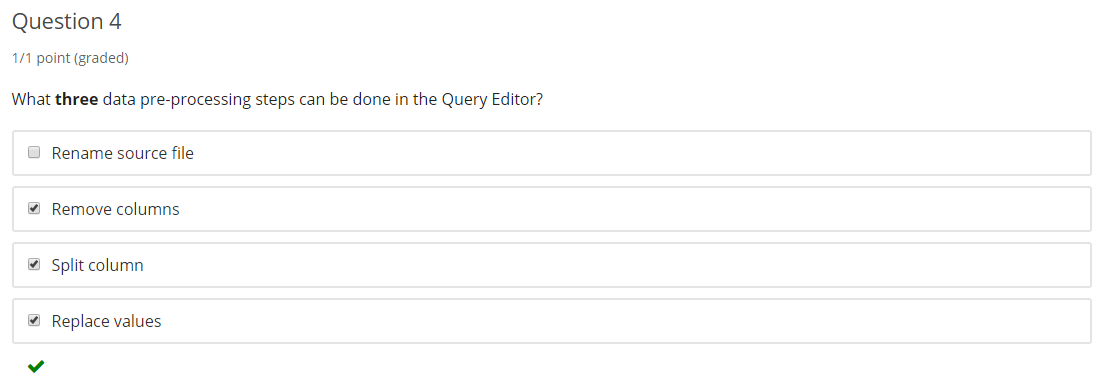 Question 4
1/1 point (graded)
What three data pre-processing steps can be done in the Query Editor?
Rename source file
Remove columns
Split column
Replace values